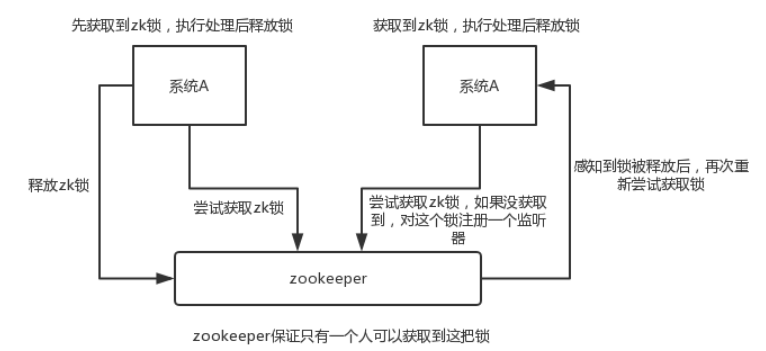 先获取到zk锁，执行处理后释放锁
获取到zk锁，执行处理后释放锁
系统A
系统A
释放zk锁
尝试获取zk锁
尝试获取zk锁，如果没获取
到，对这个锁注册一个监听
器
感知到锁被释放后，再次重
新尝试获取锁
zookeeper
zookeeper保证只有一个人可以获取到这把锁